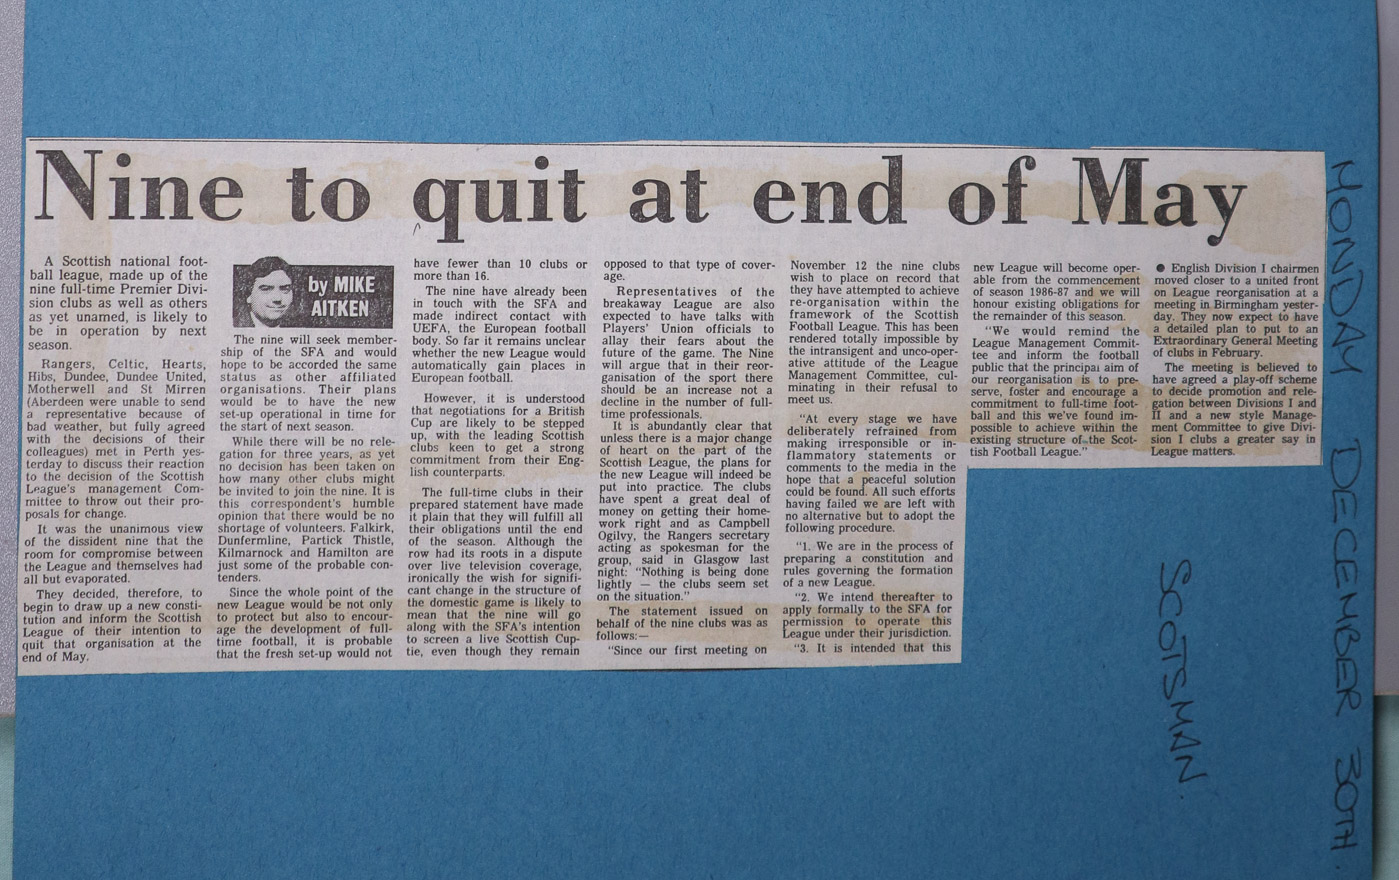 Nine to quit at end of May
A Scottish national foot-
ball league, made up of the
nine full-time Premier Divi-
sion clubs as well as others
as yet unnamed, is likely to
be in operation by next
season.
Rangers, Celtic, Hearts,
Hibs, Dundee, Dundee United,
Motherwell and St Mirren
(Aberdeen were unable to send
a representative because of
bad weather, but fully agreed
with the decisions of their
colleagues) met in Perth yes-
terday to discuss their reaction
to the decision of the Scottish
League's management Com-
mittee to throw out their pro-
posals for change.
It was the unanimous view
of the dissident nine that the
room for compromise between
the League and themselves had
all but evaporated.
They decided, therefore, to
begin to draw up a new consti-
tution and inform the Scottish
League of their intention to
quit that organisation at the
end of May.
by MIKE
AITKEN
The nine will seek member-
ship of the SFA and would
hope to be accorded the same
status as other affiliated
organisations. Their plans
would be to have the new
set-up operational in time for
the start of next season.
While there will be no rele-
gation for three years, as yet
no decision has been taken on
how many other clubs might
be invited to join the nine. It is
this correspondent's humble
opinion that there would be no
shortage of volunteers. Falkirk,
Dunfermline, Partick Thistle,
Kilmarnock and Hamilton are
just some of the probable con-
tenders.
Since the whole point of the
new League would be not only
to protect but also to encour-
age the development of full-
time football, it is probable
that the fresh set-up would not
have fewer than 10 clubs or
more than 16.
The nine have already been
in touch with the SFA and
made indirect contact with
UEFA, the European football
body. So far it remains unclear
whether the new League would
automatically gain places in
European football.
However, it is understood
that negotiations for a British
Cup are likely to be stepped
up, with the leading Scottish
clubs keen to get a strong
commitment from their Eng-
lish counterparts.
The full-time clubs in their
prepared statement have made
it plain that they will fulfill all
their obligations until the end
of the season. Although the
row had its roots in a dispute
over live television coverage,
ironically the wish for signifi-
cant change in the structure of
the domestic game is likely to
mean that the nine will go
along with the SFA's intention
to screen a live Scottish Cup-
tie, even though they remain
opposed to that type of cover-
age.
Representatives of the
breakaway League are also
expected to have talks with
Players' Union officials to
allay their fears about the
future of the game. The Nine
will argue that in their reor-
ganisation of the sport there
should be an increase not a
decline in the number of full-
time professionals.
It is abundantly clear that
unless there is a major change
of heart on the part of the
Scottish League, the plans for
the new League will indeed be
put into practice. The clubs
have spent a great deal of
money on getting their home-
work right and as Campbell
Ogilvy, the Rangers secretary
acting as spokesman for the
group, said in Glasgow last
night: "Nothing is being done
lightly — the clubs seem set
on the situation."
The statement issued on
behalf of the nine clubs was as
follows:—
"Since our first meeting on
November 12 the nine clubs
wish to place on record that
they have attempted to achieve
re-organisation within the
framework of the Scottish
Football League. This has been
rendered totally impossible by
the intransigent and unco-oper-
ative attitude of the League
Management Committee, cul-
minating in their refusal to
meet us.
"At every stage we have
deliberately refrained from
making irresponsible or in-
flammatory statements or
comments to the media in the
hope that a peaceful solution
could be found. All such efforts
having failed we are left with
no alternative but to adopt the
following procedure.
"1. We are in the process of
preparing a constitution and
rules governing the formation
of a new League.
"2. We intend thereafter to
apply formally to the SFA for
permission to operate this
League under their jurisdiction.
"3. It is intended that this
new League will become oper-
able from the commencement
of season 1986-87 and we will
honour existing obligations for
the remainder of this season.
"We would remind the
League Management Commit-
tee and inform the football
public that the principal aim of
our reorganisation is to pre-
serve, foster and encourage a
commitment to full-time foot-
ball and this we've found im-
possible to achieve within the
existing structure of the Scot-
tish Football League."
● English Division I chairmen
moved closer to a united front
on League reorganisation at a
meeting in Birmingham yester-
day. They now expect to have
a detailed plan to put to an
Extraordinary General Meeting
of clubs in February.
The meeting is believed to
have agreed a play-off scheme
to decide promotion and rele-
gation between Divisions I and
II and a new style Manage-
ment Committee to give Divi-
sion I clubs a greater say in
League matters.
MONDAY DECEMBER 30TH.
SCOTSMAN.